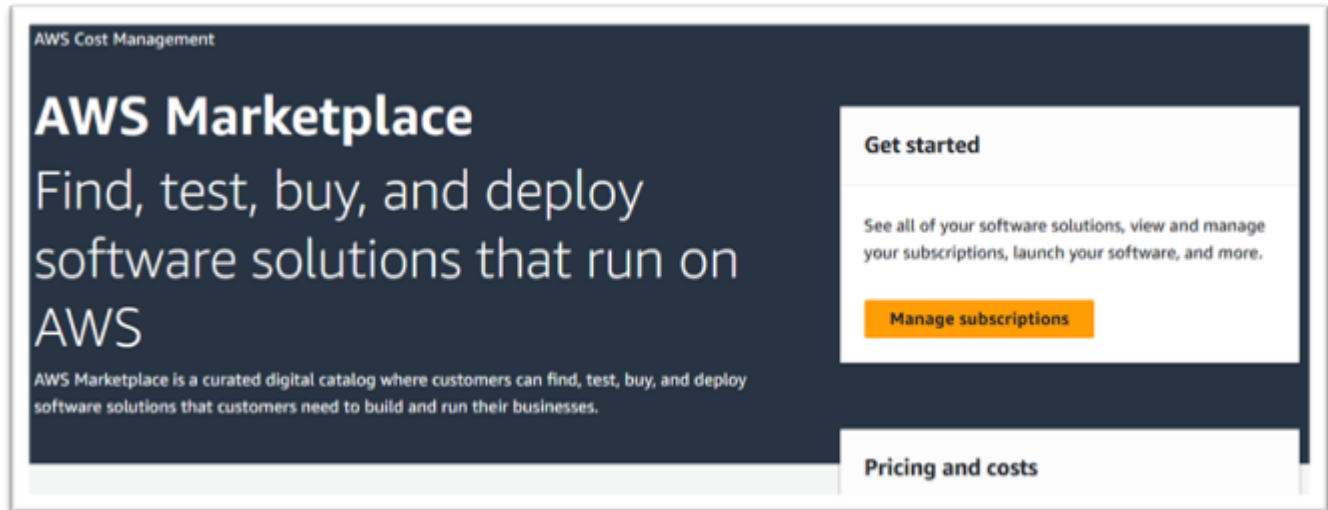 AWS Cost Management
AWS Marketplace
Find, test, buy, and deploy
software solutions that run on
AWS
AWS Marketplace is a curated digital catalog where customers can find, test, buy, and deploy
software solutions that customers need to build and run their businesses.
Get started
See all of your software solutions, view and manage
your subscriptions, launch your software, and more.
Manage subscriptions
Pricing and costs